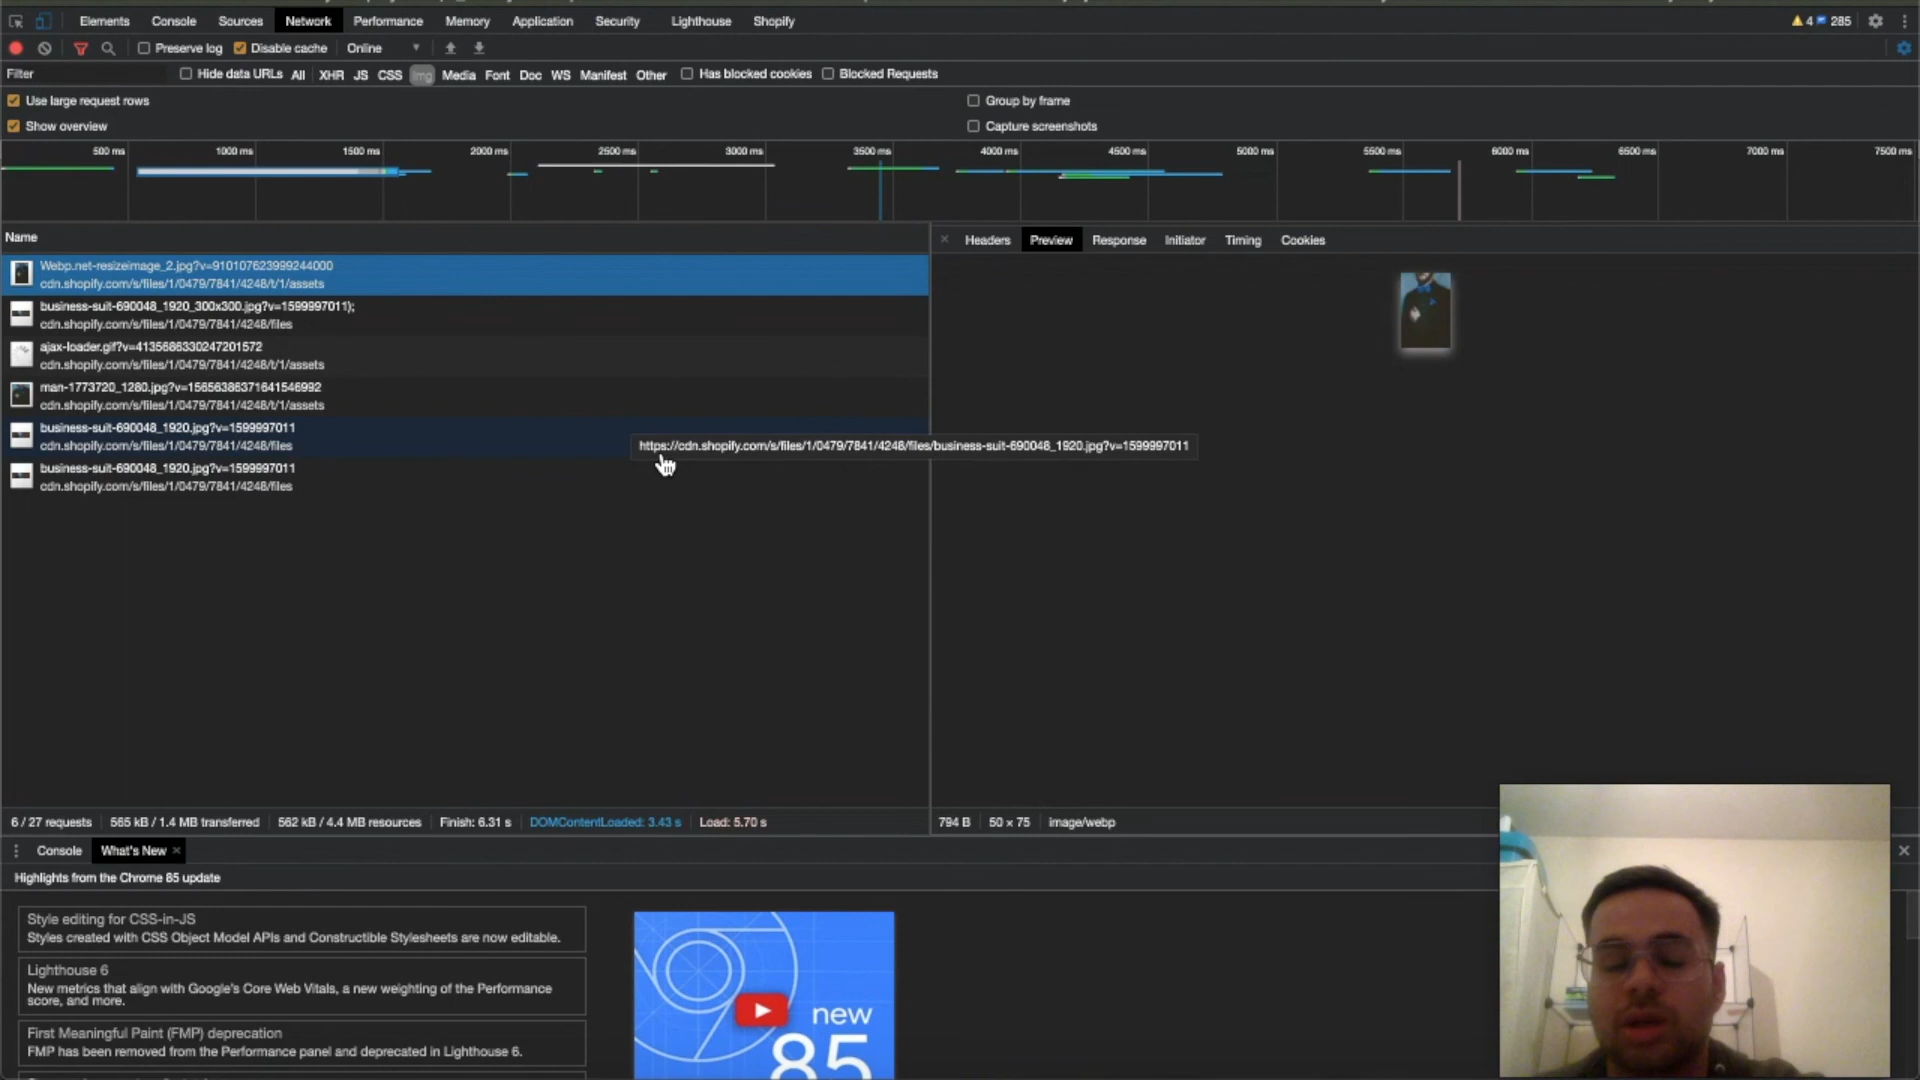 Elements Console Sources Network Performance Memory Application Security Lighthouse Shopify 4 285
Preserve log Disable cache Online
Filter Hide data URLs All XHR JS CSS Img Media Font Doc WS Manifest Other Has blocked cookies Blocked Requests
Use large request rows Group by frame
Show overview Capture screenshots
500 ms 1000 ms 1500 ms 2000 ms 2500 ms 3000 ms 3500 ms 4000 ms 4500 ms 5000 ms 5500 ms 6000 ms 6500 ms 7000 ms 7500 ms
Name
Headers Preview Response Initiator Timing Cookies
Webp.net-resizeimage_2.jpg?v=910107623999244000
cdn.shopify.com/s/files/1/0479/7841/4248/t/1/assets
business-suit-690048_1920_300x300.jpg?v=1599997011);
cdn.shopify.com/s/files/1/0479/7841/4248/files
ajax-loader.gif?v=4135686330247201572
cdn.shopify.com/s/files/1/0479/7841/4248/t/1/assets
man-1773720_1280.jpg?v=15656386371641546992
cdn.shopify.com/s/files/1/0479/7841/4248/t/1/assets
business-suit-690048_1920.jpg?v=1599997011
cdn.shopify.com/s/files/1/0479/7841/4248/files
https://cdn.shopify.com/s/files/1/0479/7841/4248/files/business-suit-690048_1920.jpg?v=1599997011
business-suit-690048_1920.jpg?v=1599997011
cdn.shopify.com/s/files/1/0479/7841/4248/files
6 / 27 requests 565 kB / 1.4 MB transferred 562 kB / 4.4 MB resources Finish: 6.31 s DOMContentLoaded: 3.43 s Load: 5.70 s
794 B 50 × 75 image/webp
Console What's New
Highlights from the Chrome 85 update
Style editing for CSS-in-JS
Styles created with CSS Object Model APIs and Constructible Stylesheets are now editable.
Lighthouse 6
New metrics that align with Google's Core Web Vitals, a new weighting of the Performance
score, and more.
First Meaningful Paint (FMP) deprecation
FMP has been removed from the Performance panel and deprecated in Lighthouse 6.
new
85